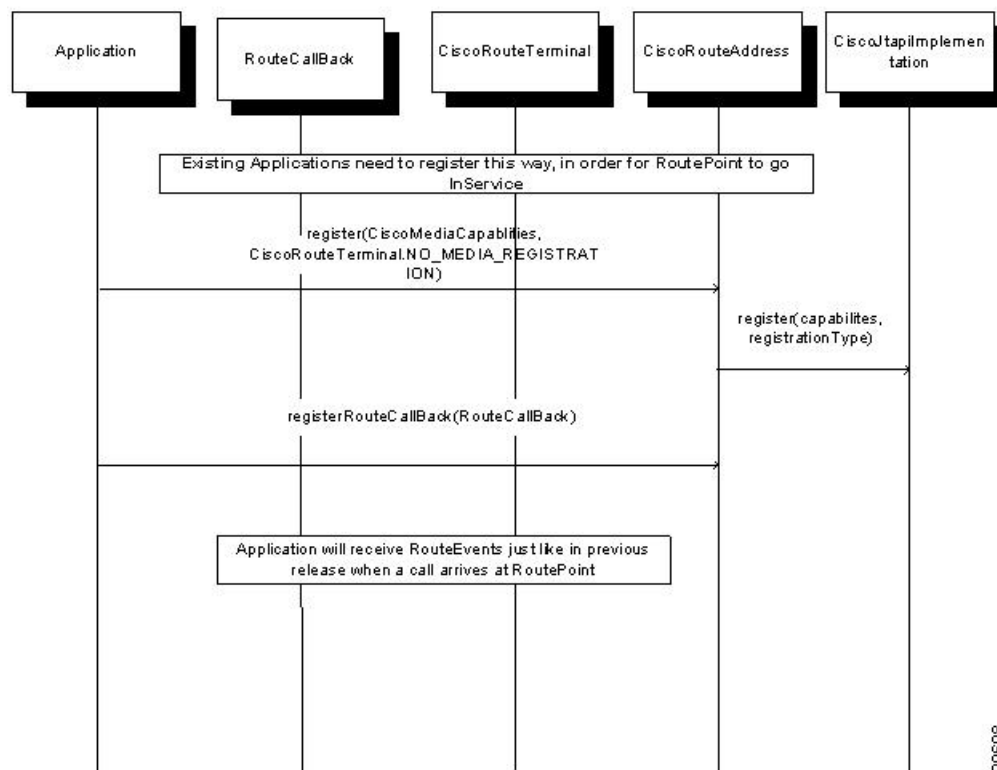 Application
RouteCallBack
CiscoRouteTerminal
CiscoRouteAddress
CiscoJtapiImplemen
tation
Existing Applications need to register this way, in order for RoutePoint to go
InService
register(CiscoMediaCapablities,
CiscoRouteTerminal.NO_MEDIA_REGISTRAT
ION)
register(capabilites,
registrationType)
registerRouteCallBack(RouteCallBack)
Application will receive RouteEvents just like in previous
release when a call arrives at RoutePoint